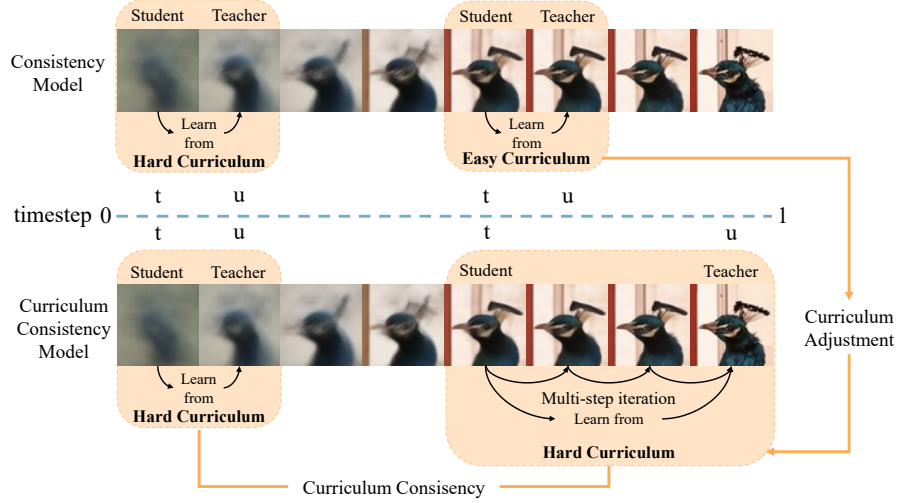 Student Teacher Student Teacher
Consistency
Model
Learn
from
Hard Curriculum
Learn
from
Easy Curriculum
t u t u
timestep 0 1
t u t u
Student Teacher Student Teacher
Curriculum
Consistency
Model
Curriculum
Adjustment
Learn
from
Hard Curriculum
Multi-step iteration
Learn from
Hard Curriculum
Curriculum Consisency